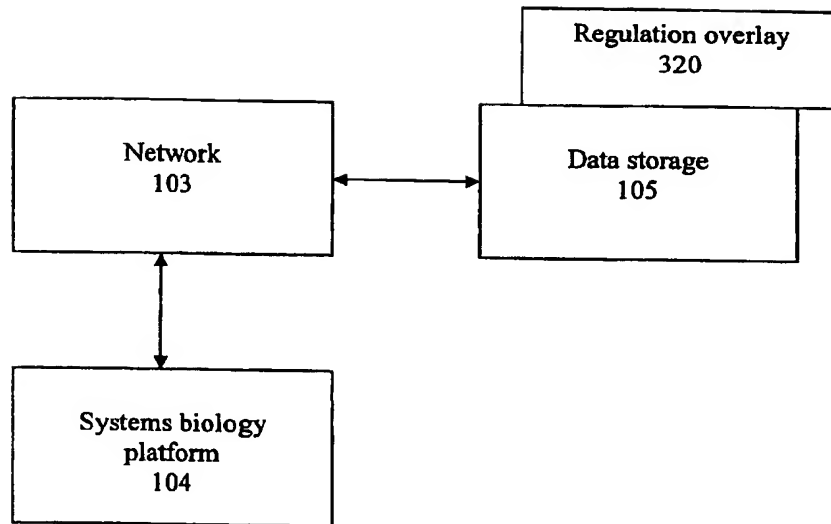 Regulation overlay
320
Network
103
Data storage
105
Systems biology
platform
104